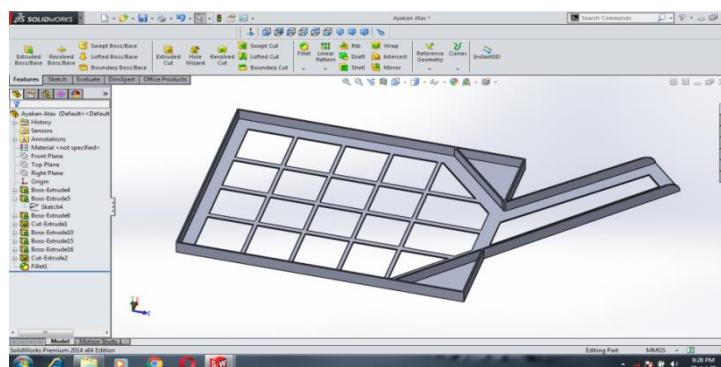 DS SOLIDWORKS
Ayakan Atas *
Search Commands
Extruded Boss/Base
Revolved Boss/Base
Swept Boss/Base
Lofted Boss/Base
Boundary Boss/Base
Extruded Cut
Hole Wizard
Revolved Cut
Swept Cut
Lofted Cut
Boundary Cut
Fillet
Linear Pattern
Rib
Draft
Shell
Wrap
Intersect
Mirror
Reference Geometry
Curves
Instant3D
Features Sketch Evaluate DimXpert Office Products
Ayakan Atas (Default<<Default
History
Sensors
Annotations
Material <not specified>
Front Plane
Top Plane
Right Plane
Origin
Boss-Extrude4
Boss-Extrude5
Sketch4
Boss-Extrude8
Cut-Extrude1
Boss-Extrude10
Boss-Extrude15
Boss-Extrude16
Cut-Extrude2
Fillet1
Model Motion Study 1
SolidWorks Premium 2014 x64 Edition
Editing Part MMGS
9:28 PM